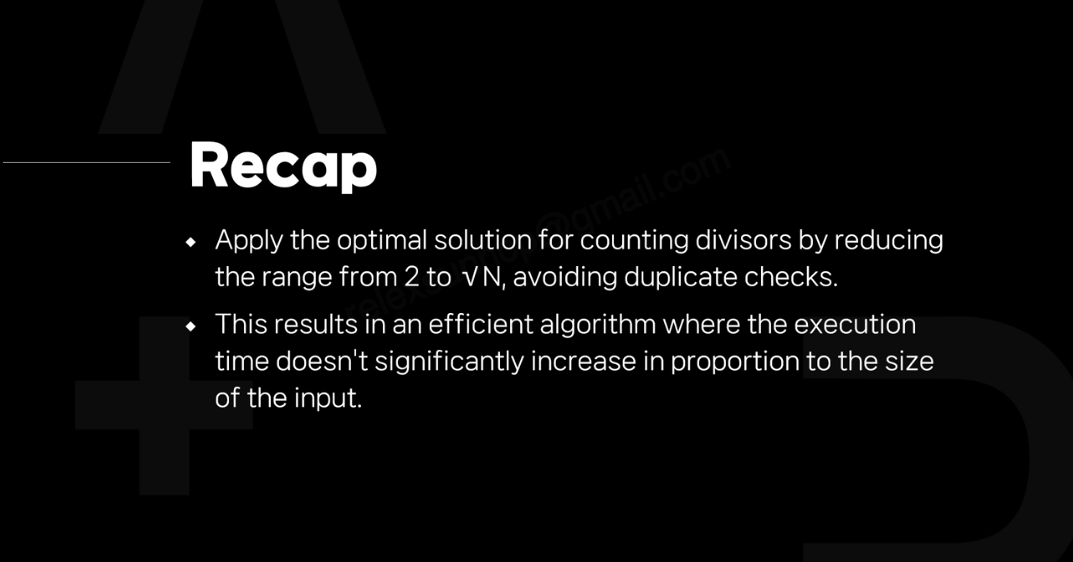 Recap
Apply the optimal solution for counting divisors by reducing
the range from 2 to √N, avoiding duplicate checks.
This results in an efficient algorithm where the execution
time doesn't significantly increase in proportion to the size
of the input.